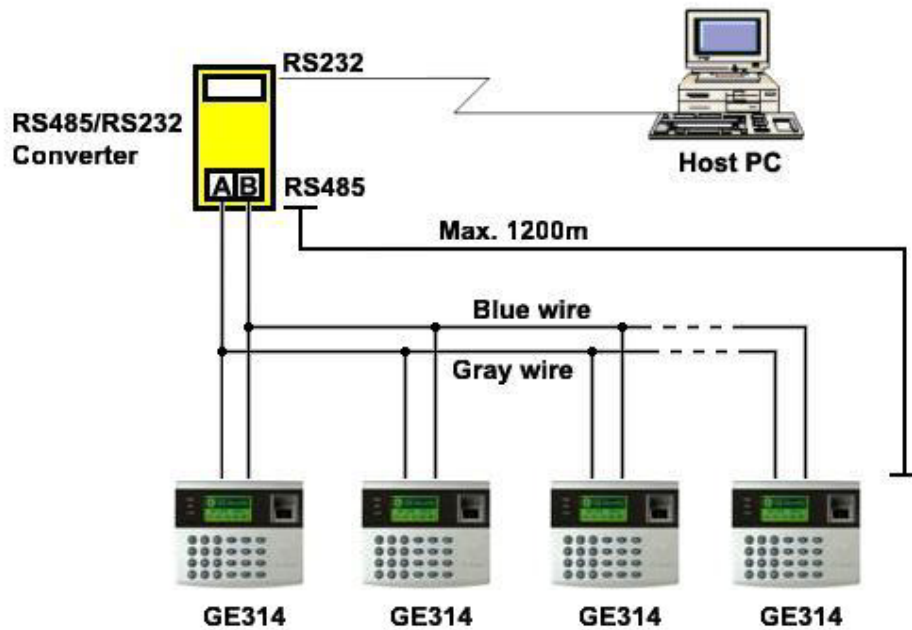 RS232
RS485/RS232
Converter
Host PC
A B
RS485
Max. 1200m
Blue wire
Gray wire
GE314
GE314
GE314
GE314